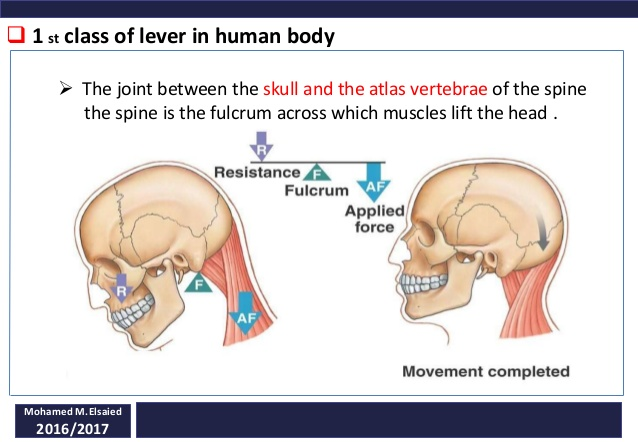 1 st class of lever in human body
The joint between the skull and the atlas vertebrae of the spine
the spine is the fulcrum across which muscles lift the head .
R
Resistance F
Fulcrum AF
Applied
force
R
F
AF
Movement completed
Mohamed M.Elsaied
2016/2017